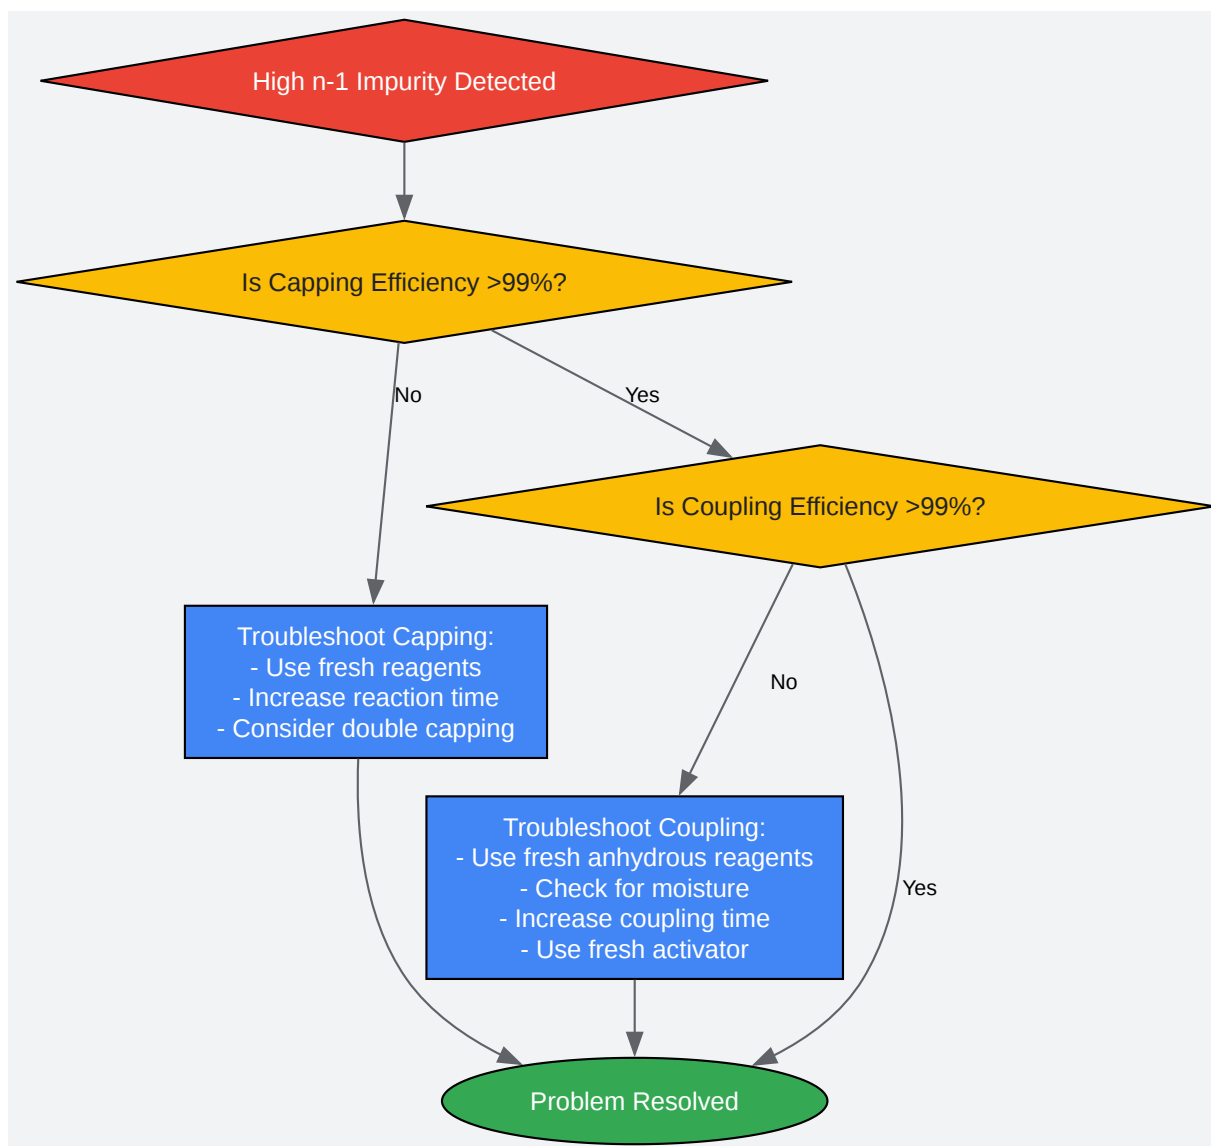 High n-1 Impurity Detected
Is Capping Efficiency >99%?
No
Yes
Is Coupling Efficiency >99%?
Troubleshoot Capping:
- Use fresh reagents
- Increase reaction time
- Consider double capping
No
Troubleshoot Coupling:
- Use fresh anhydrous reagents
- Check for moisture
- Increase coupling time
- Use fresh activator
Yes
Problem Resolved